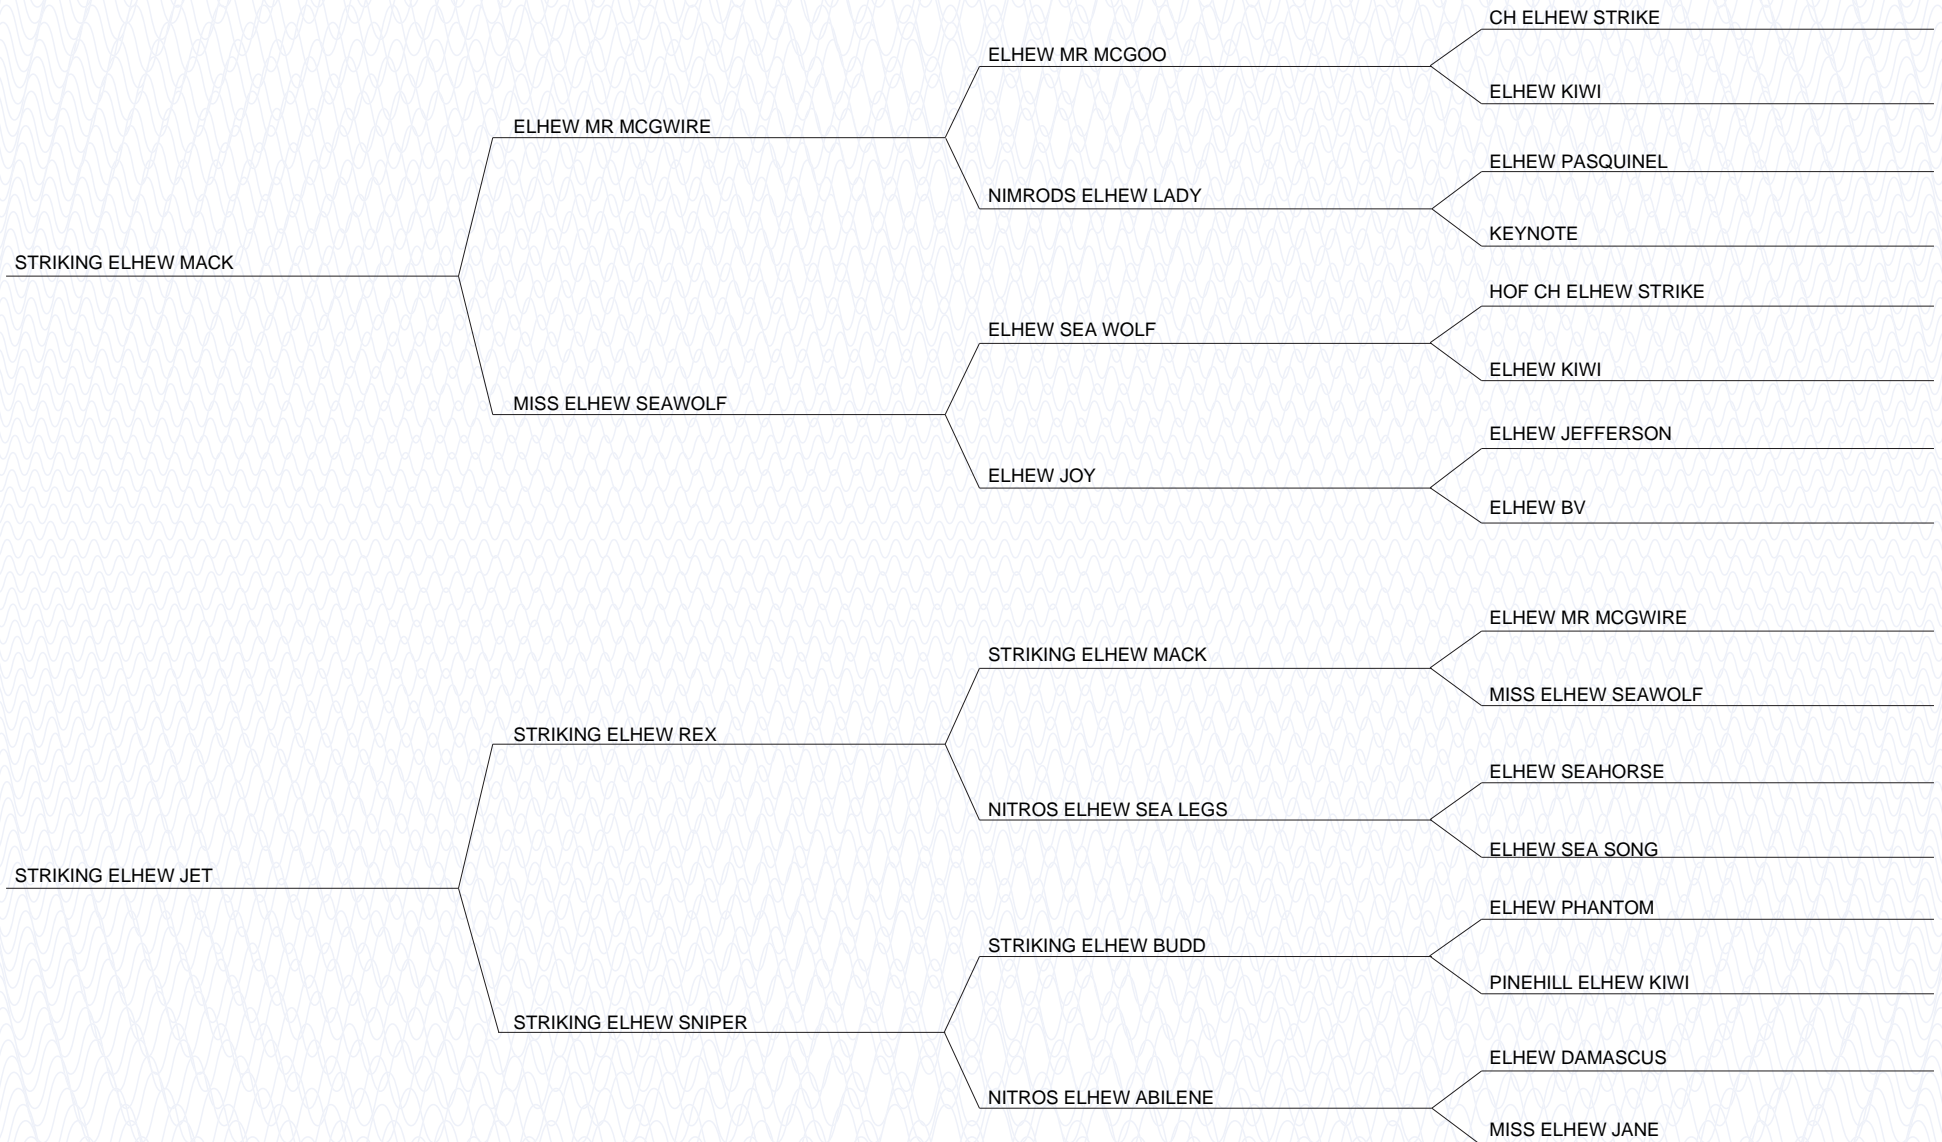 CH ELHEW STRIKE
ELHEW MR MCGOO
ELHEW KIWI
ELHEW MR MCGWIRE
ELHEW PASQUINEL
NIMRODS ELHEW LADY
KEYNOTE
STRIKING ELHEW MACK
HOF CH ELHEW STRIKE
ELHEW SEA WOLF
ELHEW KIWI
MISS ELHEW SEAWOLF
ELHEW JEFFERSON
ELHEW JOY
ELHEW BV
ELHEW MR MCGWIRE
STRIKING ELHEW MACK
MISS ELHEW SEAWOLF
STRIKING ELHEW REX
ELHEW SEAHORSE
NITROS ELHEW SEA LEGS
ELHEW SEA SONG
STRIKING ELHEW JET
ELHEW PHANTOM
STRIKING ELHEW BUDD
PINEHILL ELHEW KIWI
STRIKING ELHEW SNIPER
ELHEW DAMASCUS
NITROS ELHEW ABILENE
MISS ELHEW JANE